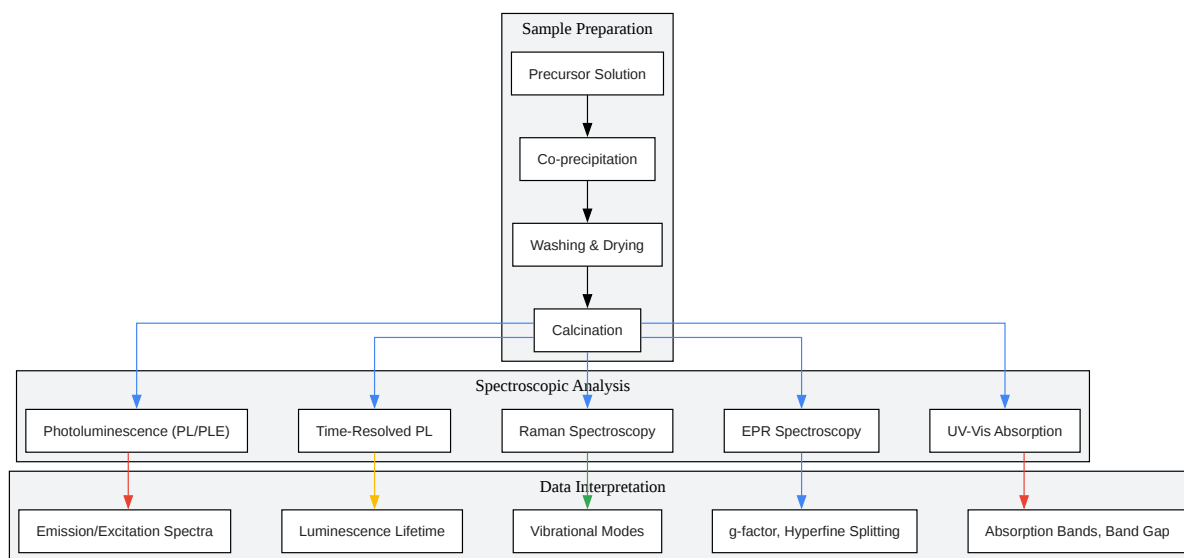 Sample Preparation
Precursor Solution
Co-precipitation
Washing & Drying
Calcination
Spectroscopic Analysis
Photoluminescence (PL/PLE)
Time-Resolved PL
Raman Spectroscopy
EPR Spectroscopy
UV-Vis Absorption
Data Interpretation
Emission/Excitation Spectra
Luminescence Lifetime
Vibrational Modes
g-factor, Hyperfine Splitting
Absorption Bands, Band Gap